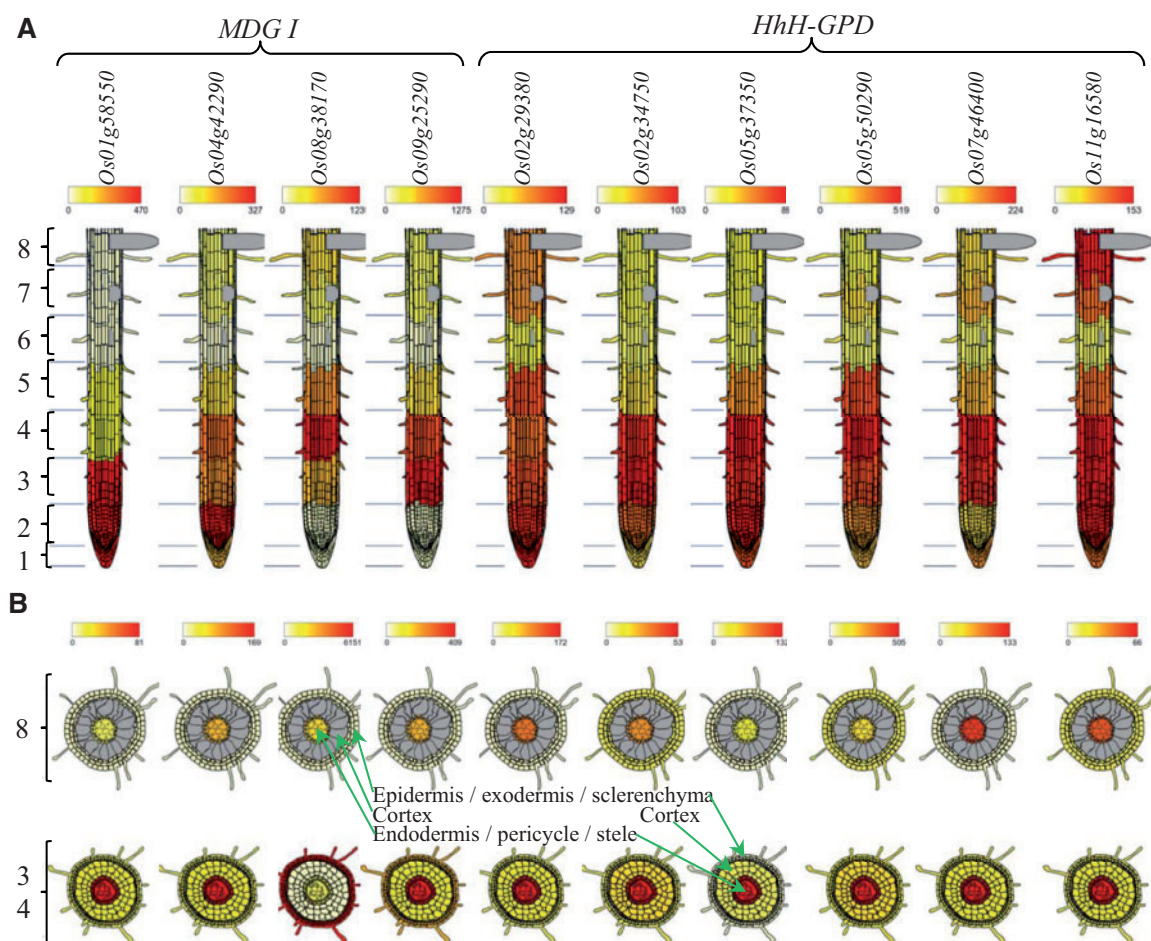 A
MDG I HhH-GPD
Os01g58550 Os04g42290 Os08g38170 Os09g25290 Os02g29380 Os02g34750 Os05g37350 Os05g50290 Os07g46400 Os11g16580
0 470 0 327 0 123 0 1275 0 129 0 103 0 0 519 0 224 0 153
8
7
6
5
4
3
2
1
B
0 81 0 169 0 6151 0 409 0 172 0 53 0 0 505 0 133 0 66
8
Epidermis / exodermis / sclerenchyma
Cortex Cortex
Endodermis / pericycle / stele
3
4